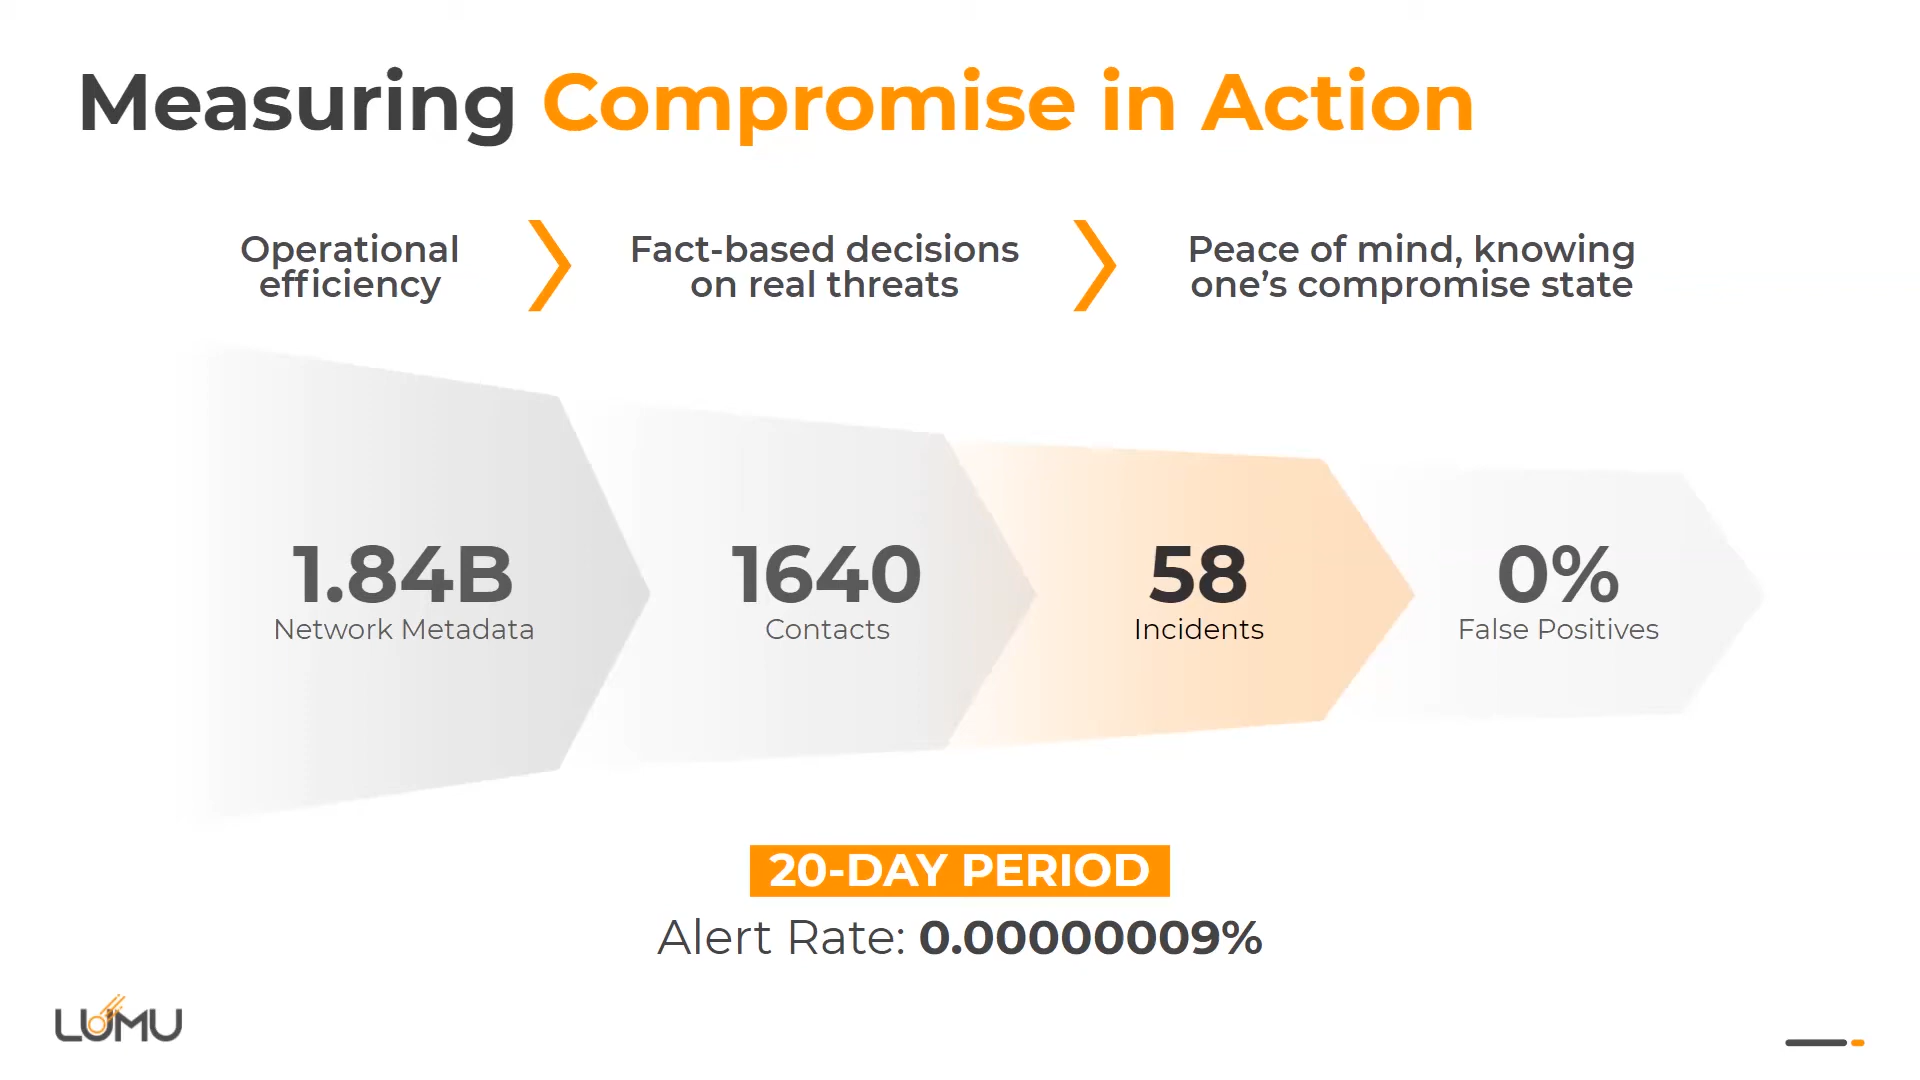 Measuring Compromise in Action
Operational
efficiency
Fact-based decisions
on real threats
Peace of mind, knowing
one’s compromise state
1.84B
Network Metadata
1640
Contacts
58
Incidents
0%
False Positives
20-DAY PERIOD
Alert Rate: 0.00000009%
LUMU